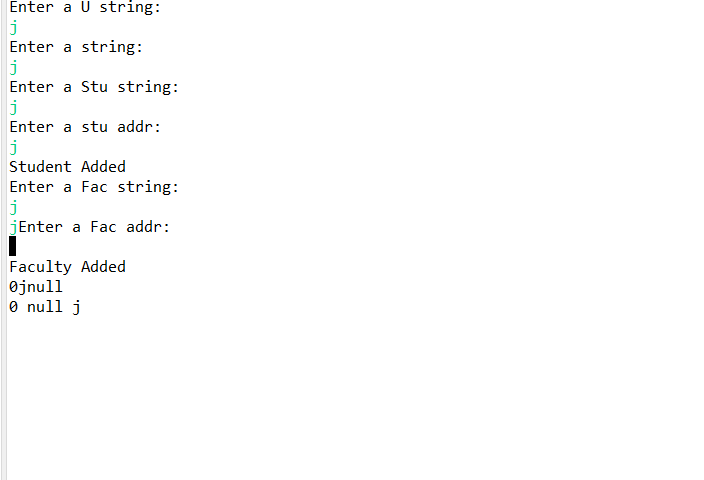 Enter a U string:
j
Enter a string:
j
Enter a Stu string:
j
Enter a stu addr:
j
Student Added
Enter a Fac string:
j
jEnter a Fac addr:
Faculty Added
0jnull
0 null j